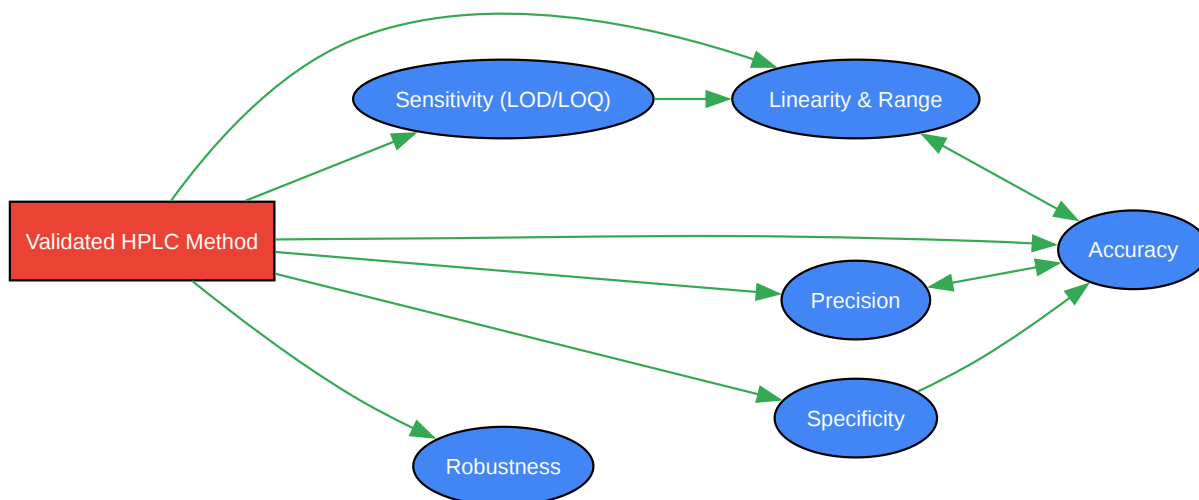 Sensitivity (LOD/LOQ)
Linearity & Range
Validated HPLC Method
Accuracy
Precision
Specificity
Robustness